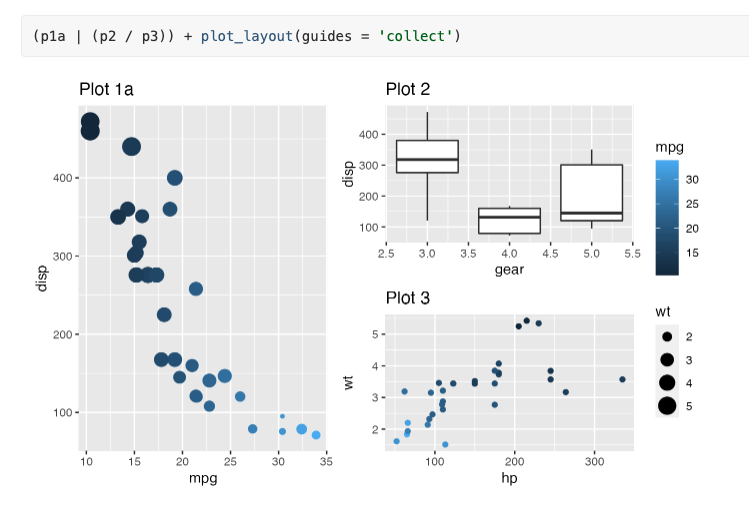 (p1a | (p2 / p3)) + plot_layout(guides = 'collect')
Plot 1a
400
300
200
100
disp
10 15 20 25 30 35
mpg
Plot 2
400
300
200
100
disp
2.5 3.0 3.5 4.0 4.5 5.0 5.5
gear
Plot 3
5
4
3
2
wt
100 200 300
hp
mpg
30
25
20
15
wt
2
3
4
5